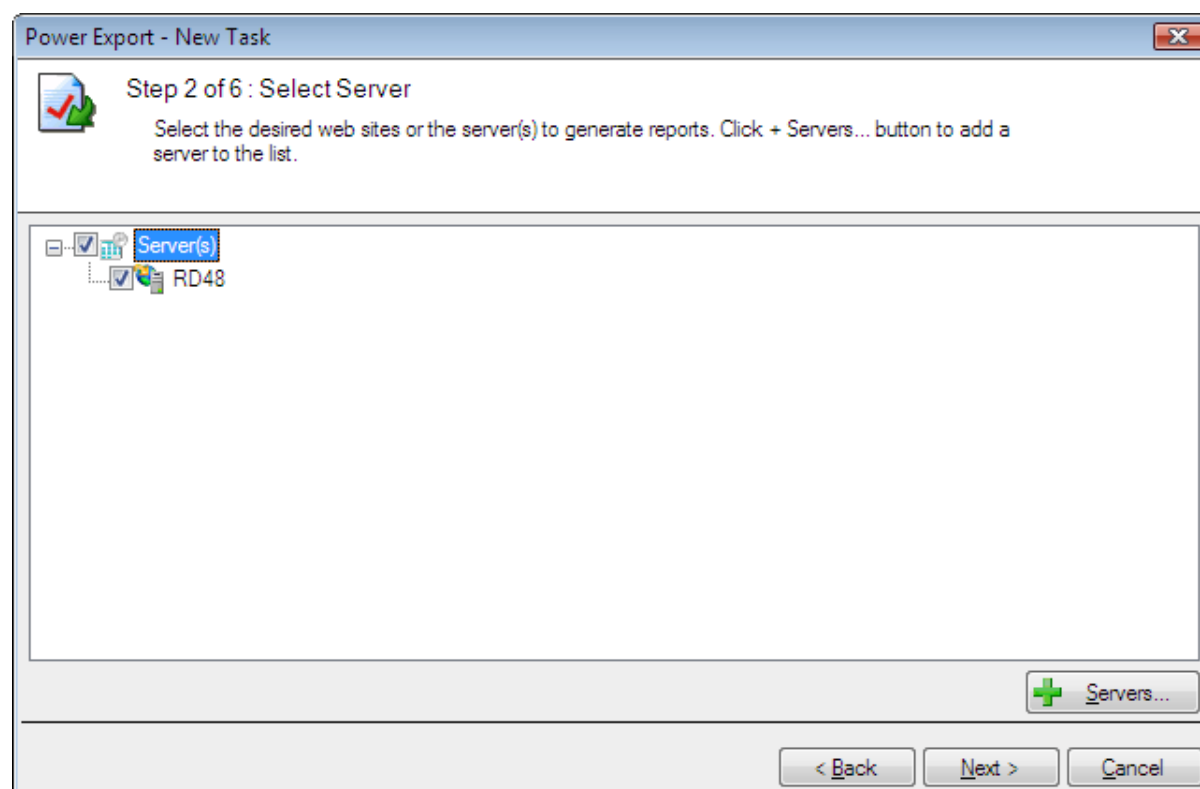 Power Export - New Task
Step 2 of 6 : Select Server
Select the desired web sites or the server(s) to generate reports. Click + Servers... button to add a
server to the list.
Server(s)
RD48
Servers...
< Back Next > Cancel